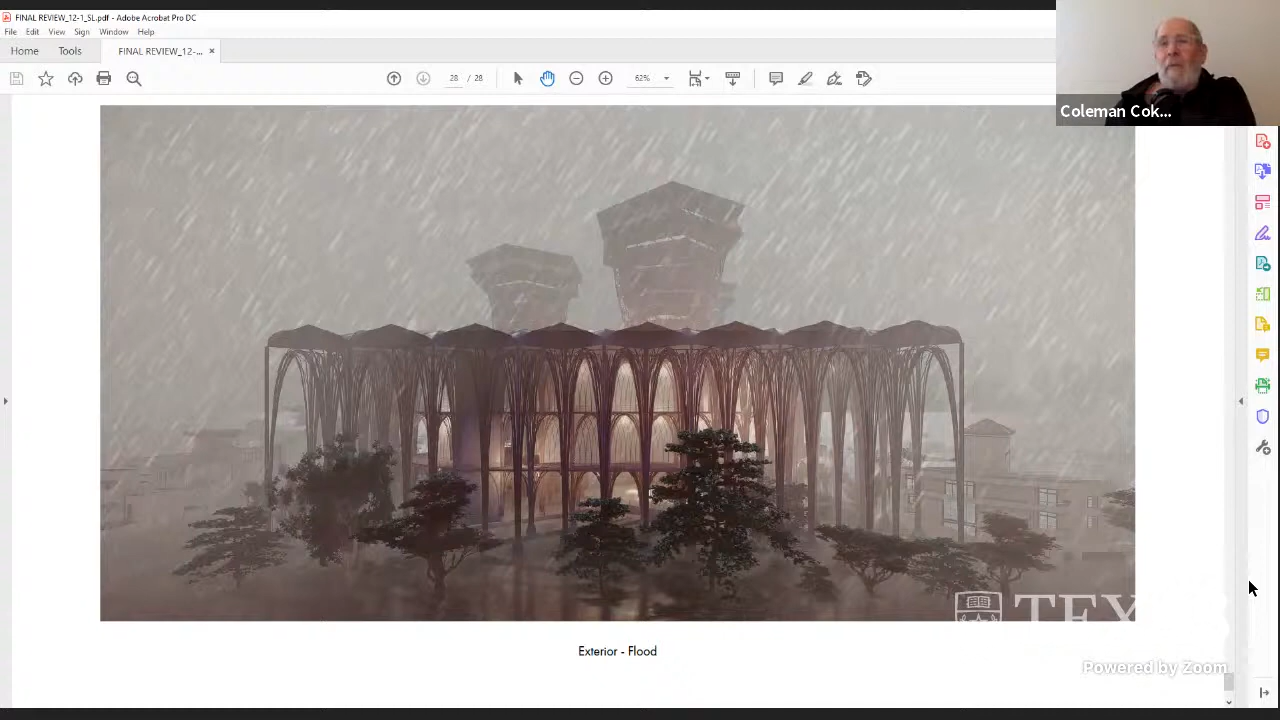 FINAL REVIEW_12-1_SL.pdf - Adobe Acrobat Pro DC
File Edit View Sign Window Help
Home Tools FINAL REVIEW_12-... ×
28 / 28 62%
Coleman Cok...
Exterior - Flood
Powered by Zoom